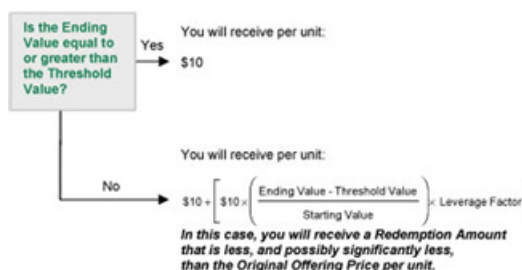 Is the Ending
Value equal to
or greater than
the Threshold
Value?
Yes
You will receive per unit:
$10
You will receive per unit:
No
$10 + [ $10 × ( Ending Value - Threshold Value
Starting Value
) × Leverage Factor
In this case, you will receive a Redemption Amount
that is less, and possibly significantly less,
than the Original Offering Price per unit.